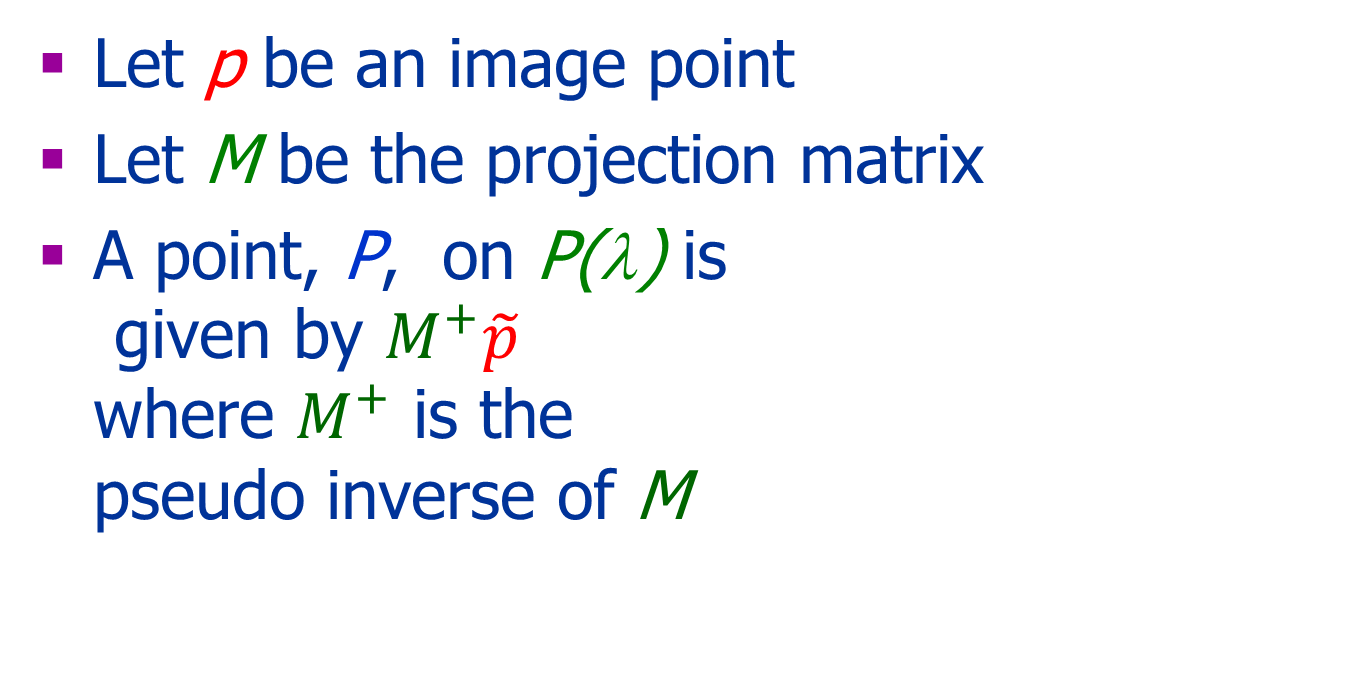 ▪ Let p be an image point
▪ Let M be the projection matrix
▪ A point, P, on P(λ) is
given by M⁺p̃
where M⁺ is the
pseudo inverse of M